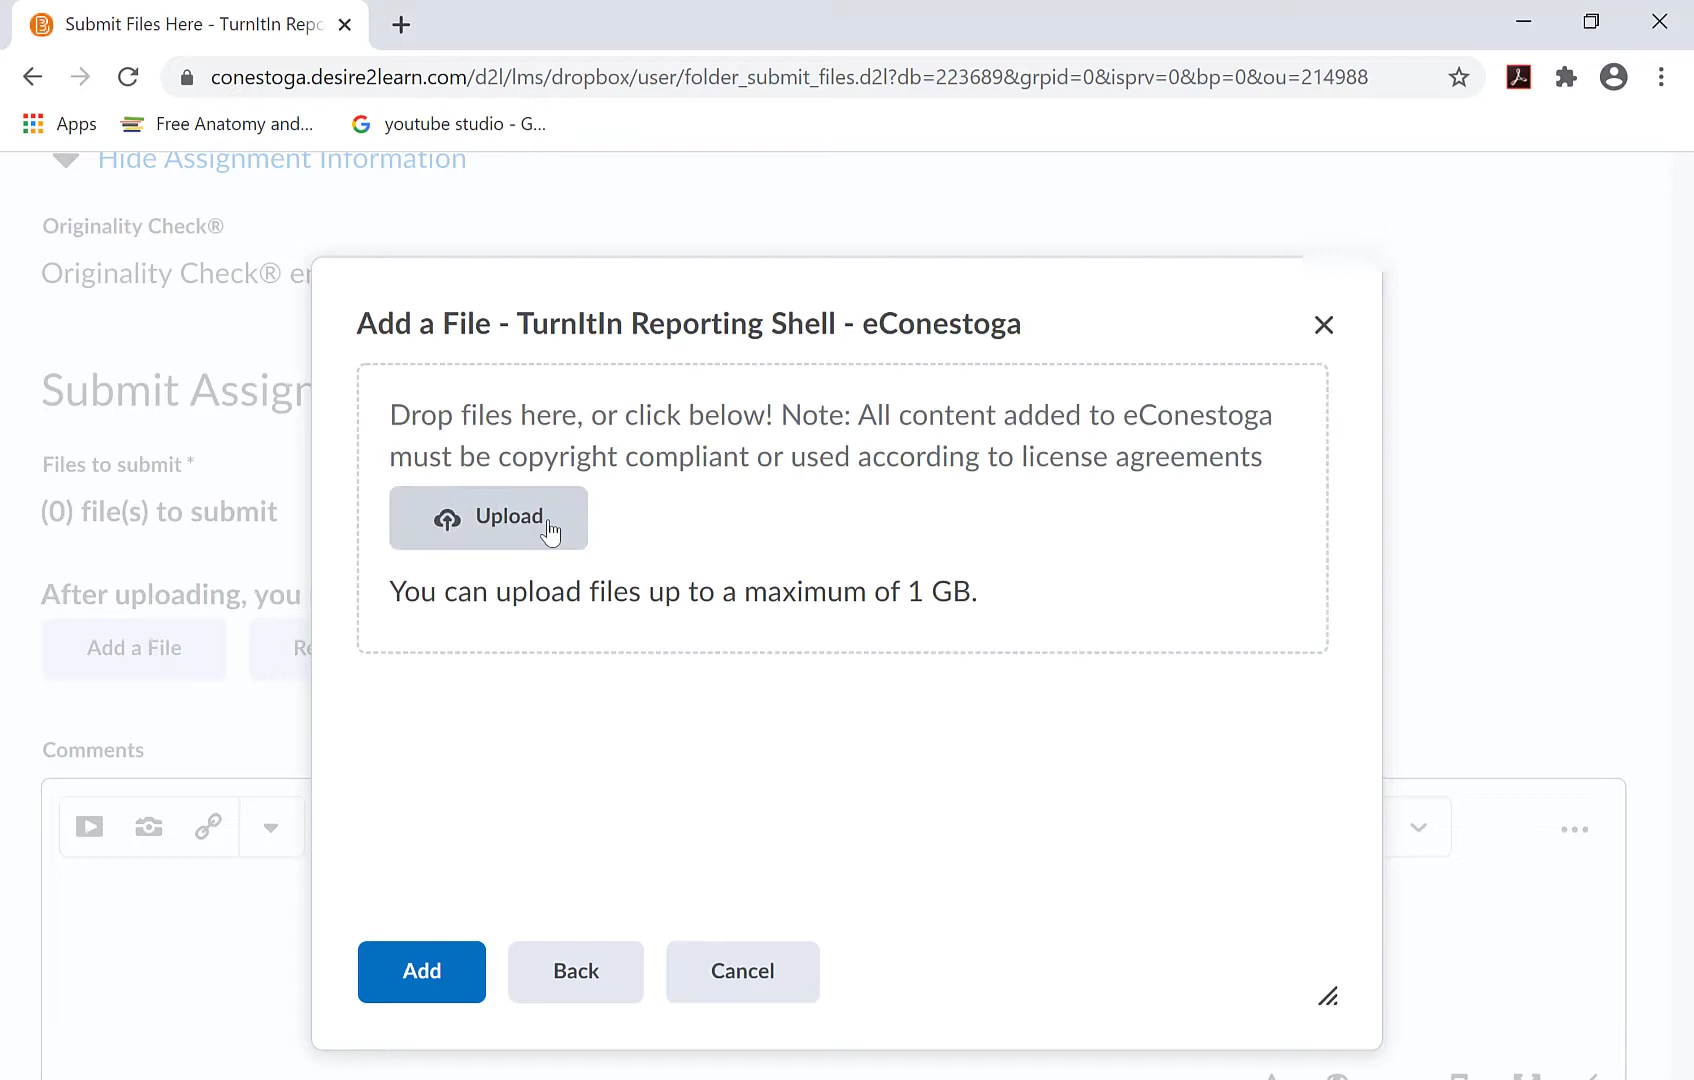 Submit Files Here - TurnItIn Repo
conestoga.desire2learn.com/d2l/lms/dropbox/user/folder_submit_files.d2l?db=223689&grpid=0&isprv=0&bp=0&ou=214988
Apps
Free Anatomy and...
youtube studio - G...
Hide Assignment Information
Originality Check®
Originality Check®
Submit Assign
Files to submit *
(0) file(s) to submit
After uploading, you
Add a File
Re
Comments
Add a File - TurnItIn Reporting Shell - eConestoga
Drop files here, or click below! Note: All content added to eConestoga
must be copyright compliant or used according to license agreements
Upload
You can upload files up to a maximum of 1 GB.
Add
Back
Cancel